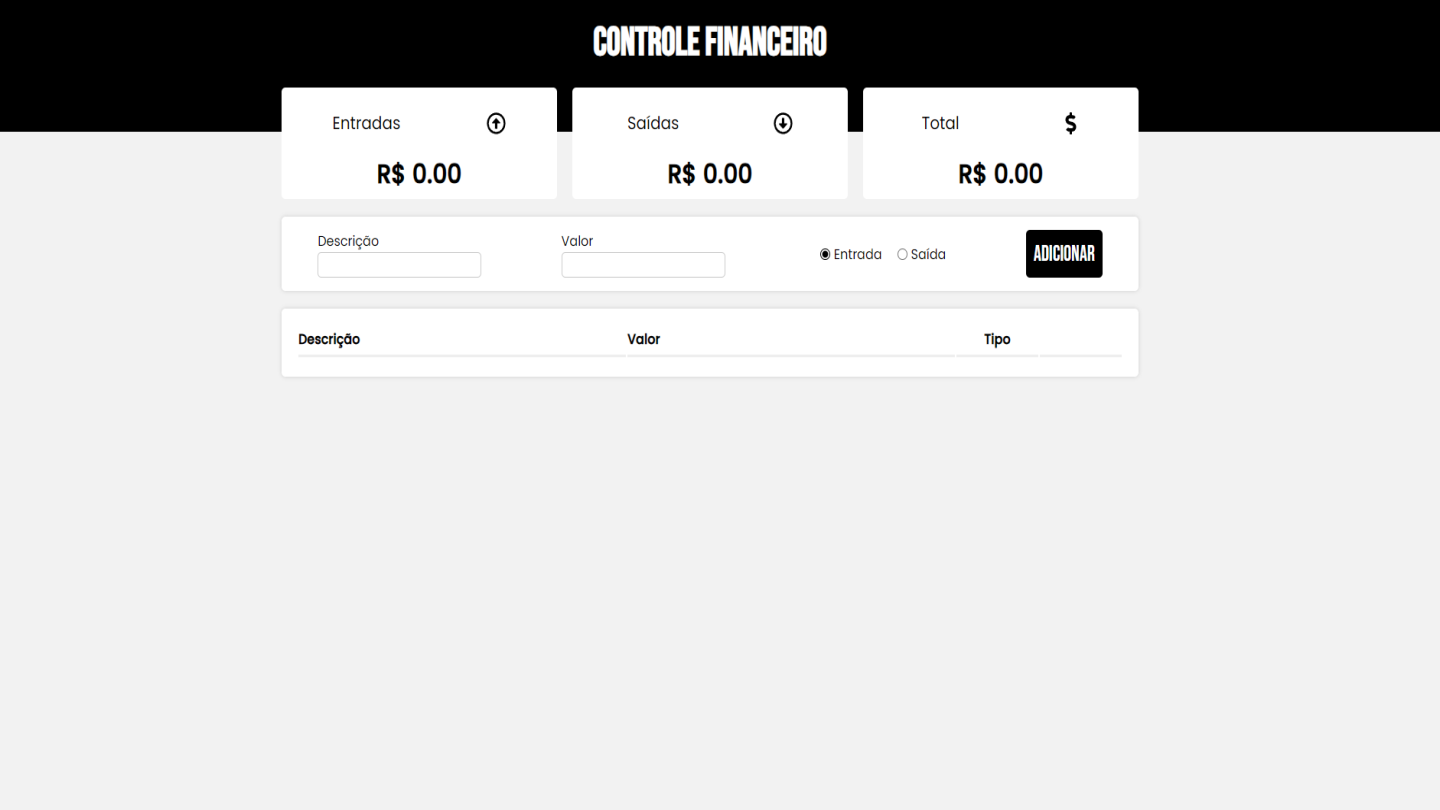 CONTROLE FINANCEIRO
Entradas
R$ 0.00
Saídas
R$ 0.00
Total $
R$ 0.00
Descrição
Valor
Entrada Saída
ADICIONAR
Descrição Valor Tipo